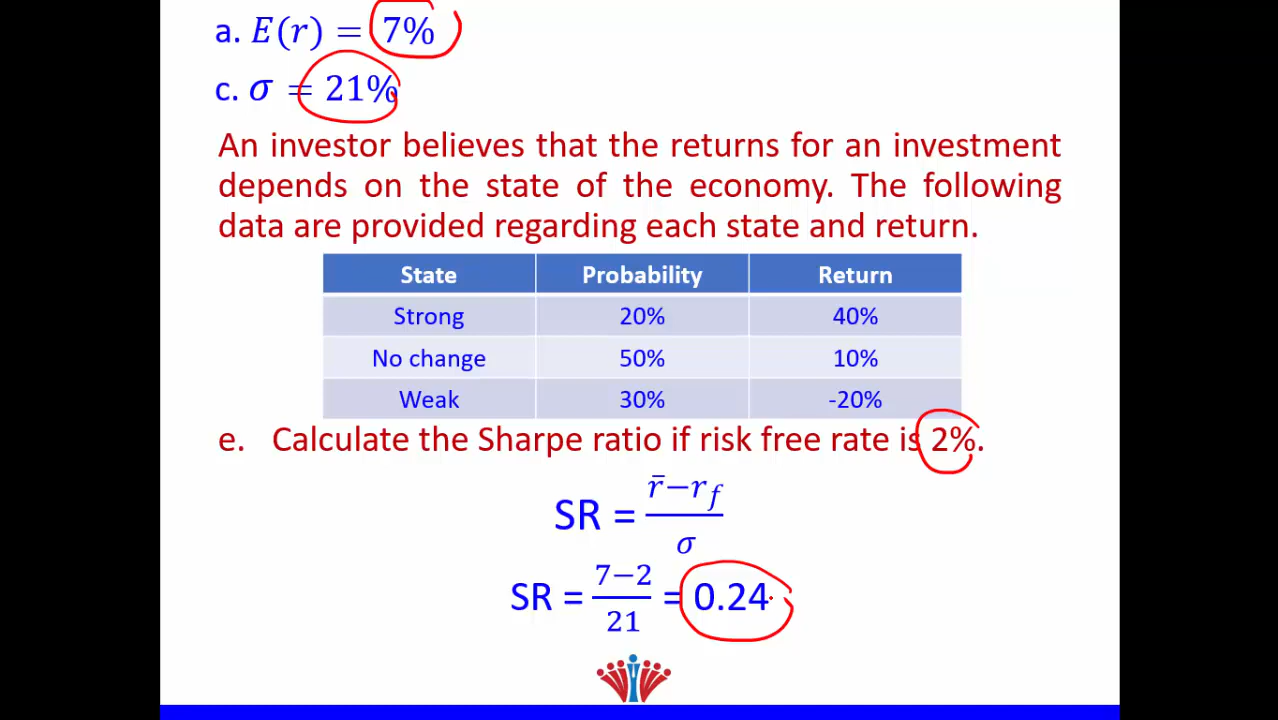 a. E(r) = 7%
c. σ = 21%
An investor believes that the returns for an investment
depends on the state of the economy. The following
data are provided regarding each state and return.
State Probability Return
Strong 20% 40%
No change 50% 10%
Weak 30% -20%
e. Calculate the Sharpe ratio if risk free rate is 2%.
SR = (r̄−r_f)/σ
SR = (7−2)/21 = 0.24